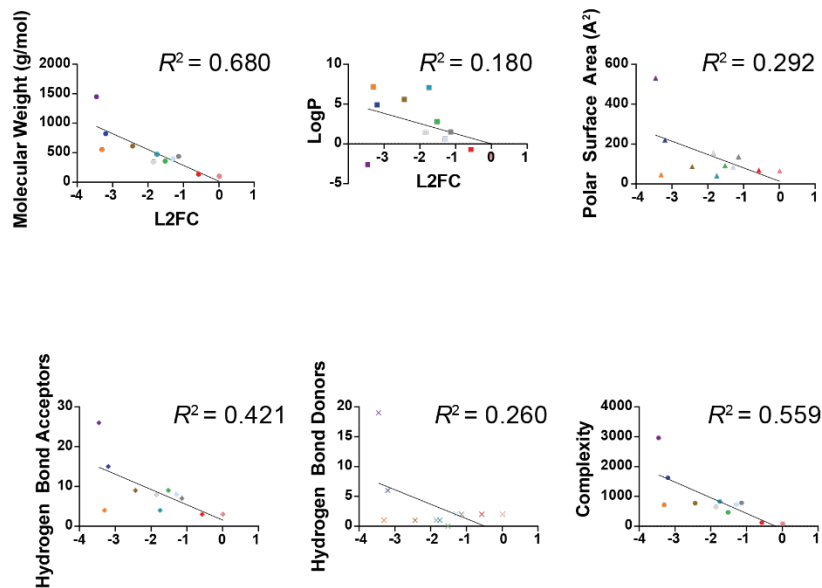 Molecular Weight (g/mol)
2000
1500
1000
500
0
-4 -3 -2 -1 0 1
L2FC
R² = 0.680
LogP
10
5
0
-5
-4 -3 -2 -1 0 1
L2FC
R² = 0.180
Polar Surface Area (A²)
600
400
200
0
-4 -3 -2 -1 0 1
R² = 0.292
Hydrogen Bond Acceptors
30
20
10
0
-4 -3 -2 -1 0 1
R² = 0.421
Hydrogen Bond Donors
20
15
10
5
0
-4 -3 -2 -1 0 1
R² = 0.260
Complexity
4000
3000
2000
1000
0
-4 -3 -2 -1 0 1
R² = 0.559